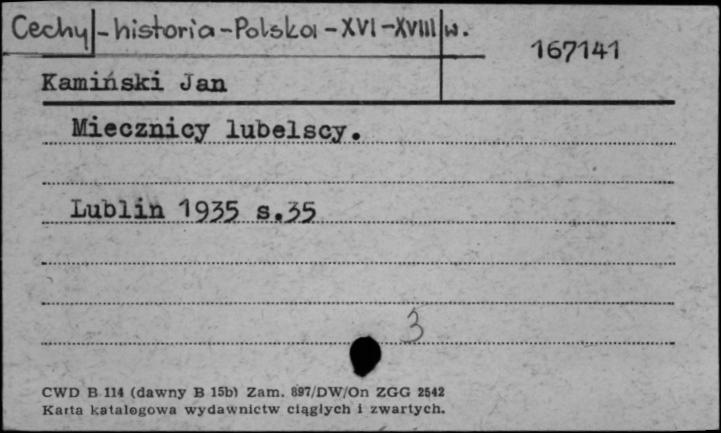 Cechy - historia - Polska - XVI - XVIII w.
167141
Kamiński Jan
Miecznicy lubelscy.
Lublin 1935 s.35
3
CWD B 114 (dawny B 15b) Zam. 897/DW/On ZGG 2542
Karta katalogowa wydawnictw ciągłych i zwartych.